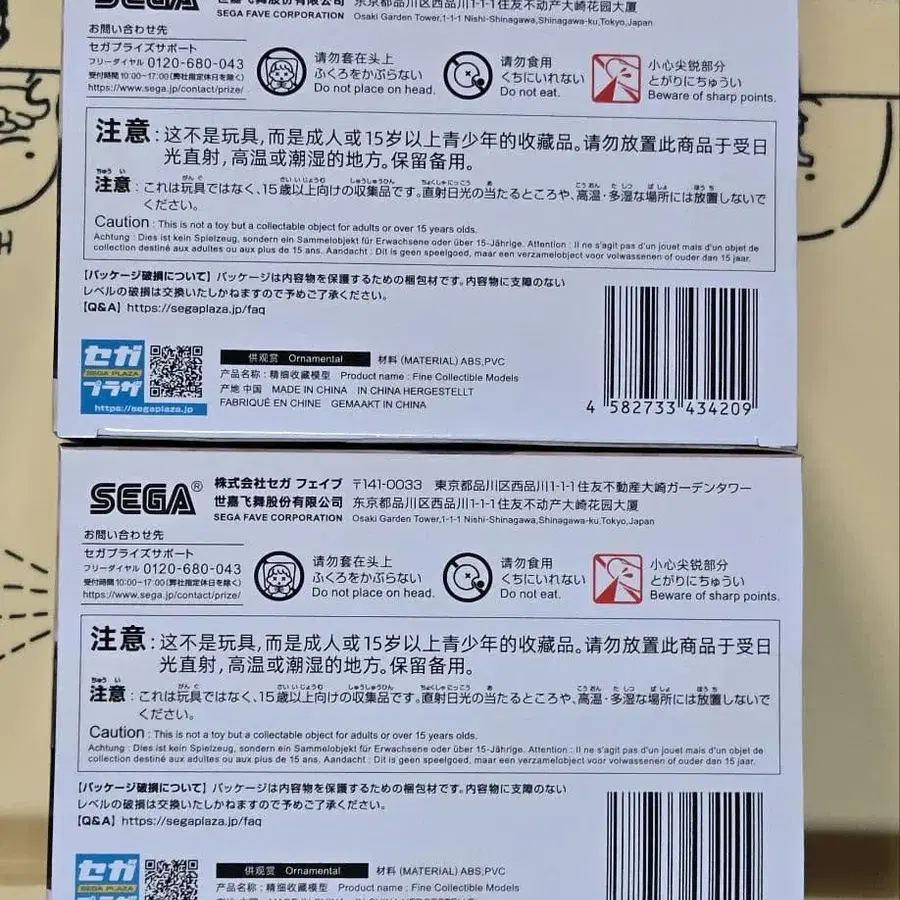 SEGA
世嘉飞舞股份有限公司 东京都品川区西品川1-1-1住友不动产大崎花园大厦
SEGA FAVE CORPORATION Osaki Garden Tower,1-1-1 Nishi-Shinagawa,Shinagawa-ku,Tokyo,Japan
お問い合わせ先
セガプライズサポート
フリーダイヤル 0120-680-043
受付時間 10:00~17:00(弊社指定休日を除く)
https://www.sega.jp/contact/prize/
请勿套在头上
ふくろをかぶらない
Do not place on head.
请勿食用
くちにいれない
Do not eat.
小心尖锐部分
とがりにちゅうい
Beware of sharp points.
注意:这不是玩具,而是成人或15岁以上青少年的收藏品。请勿放置此商品于受日
光直射,高温或潮湿的地方。保留备用。
注意:これは玩具ではなく、15歳以上向けの収集品です。直射日光の当たるところや、高温・多湿な場所には放置しないで
ください。
Caution : This is not a toy but a collectable object for adults or over 15 years olds.
Achtung : Dies ist kein Spielzeug, sondern ein Sammelobjekt für Erwachsene oder über 15-Jährige. Attention : Il ne s'agit pas d'un jouet mais d'un objet de
collection destiné aux adultes ou aux plus de 15 ans. Aandacht : Dit is geen speelgoed, maar een verzamelobject voor volwassenen of ouder dan 15 jaar.
【パッケージ破損について】パッケージは内容物を保護するための梱包材です。内容物に支障のない
レベルの破損は交換いたしかねますので予めご了承ください。
【Q&A】https://segaplaza.jp/faq
セガ
SEGA PLAZA
プラザ
https://segaplaza.jp
供观赏 Ornamental 材料 (MATERIAL) ABS,PVC
产品名称:精细收藏模型 Product name : Fine Collectible Models
产地 中国 MADE IN CHINA IN CHINA HERGESTELLT
FABRIQUÉ EN CHINE GEMAAKT IN CHINA
4 582733 434209
H
SEGA®
株式会社セガ フェイブ 〒141-0033 東京都品川区西品川1-1-1住友不動産大崎ガーデンタワー
世嘉飞舞股份有限公司 东京都品川区西品川1-1-1住友不动产大崎花园大厦
SEGA FAVE CORPORATION Osaki Garden Tower,1-1-1 Nishi-Shinagawa,Shinagawa-ku,Tokyo,Japan
お問い合わせ先
セガプライズサポート
フリーダイヤル 0120-680-043
受付時間 10:00~17:00(弊社指定休日を除く)
https://www.sega.jp/contact/prize/
请勿套在头上
ふくろをかぶらない
Do not place on head.
请勿食用
くちにいれない
Do not eat.
小心尖锐部分
とがりにちゅうい
Beware of sharp points.
注意:这不是玩具,而是成人或15岁以上青少年的收藏品。请勿放置此商品于受日
光直射,高温或潮湿的地方。保留备用。
注意:これは玩具ではなく、15歳以上向けの収集品です。直射日光の当たるところや、高温・多湿な場所には放置しないで
ください。
Caution : This is not a toy but a collectable object for adults or over 15 years olds.
Achtung : Dies ist kein Spielzeug, sondern ein Sammelobjekt für Erwachsene oder über 15-Jährige. Attention : Il ne s'agit pas d'un jouet mais d'un objet de
collection destiné aux adultes ou aux plus de 15 ans. Aandacht : Dit is geen speelgoed, maar een verzamelobject voor volwassenen of ouder dan 15 jaar.
【パッケージ破損について】パッケージは内容物を保護するための梱包材です。内容物に支障のない
レベルの破損は交換いたしかねますので予めご了承ください。
【Q&A】https://segaplaza.jp/faq
セガ
SEGA PLAZA
供观赏 Ornamental 材料 (MATERIAL) ABS,PVC
产品名称:精细收藏模型 Product name : Fine Collectible Models